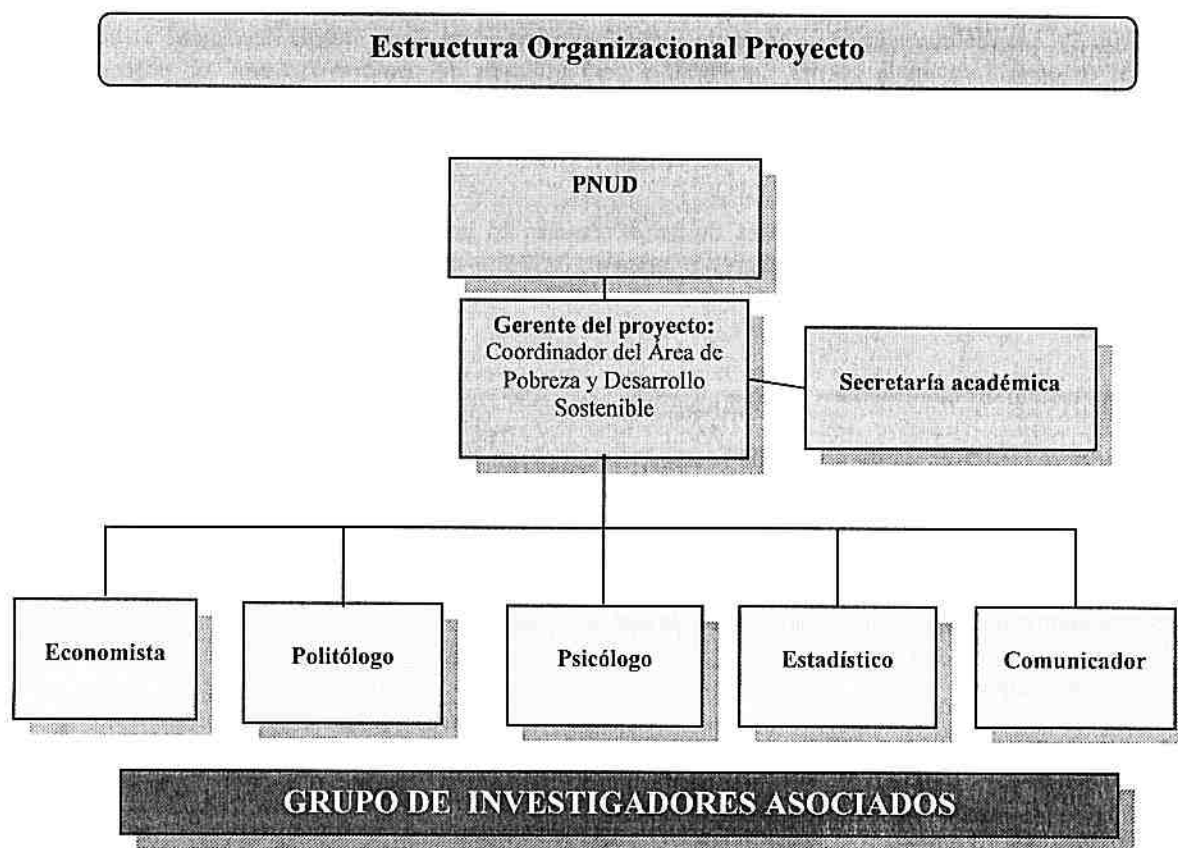 Estructura Organizacional Proyecto
PNUD
Gerente del proyecto:
Coordinador del Área de
Pobreza y Desarrollo
Sostenible
Secretaría académica
Economista
Politólogo
Psicólogo
Estadístico
Comunicador
GRUPO DE INVESTIGADORES ASOCIADOS